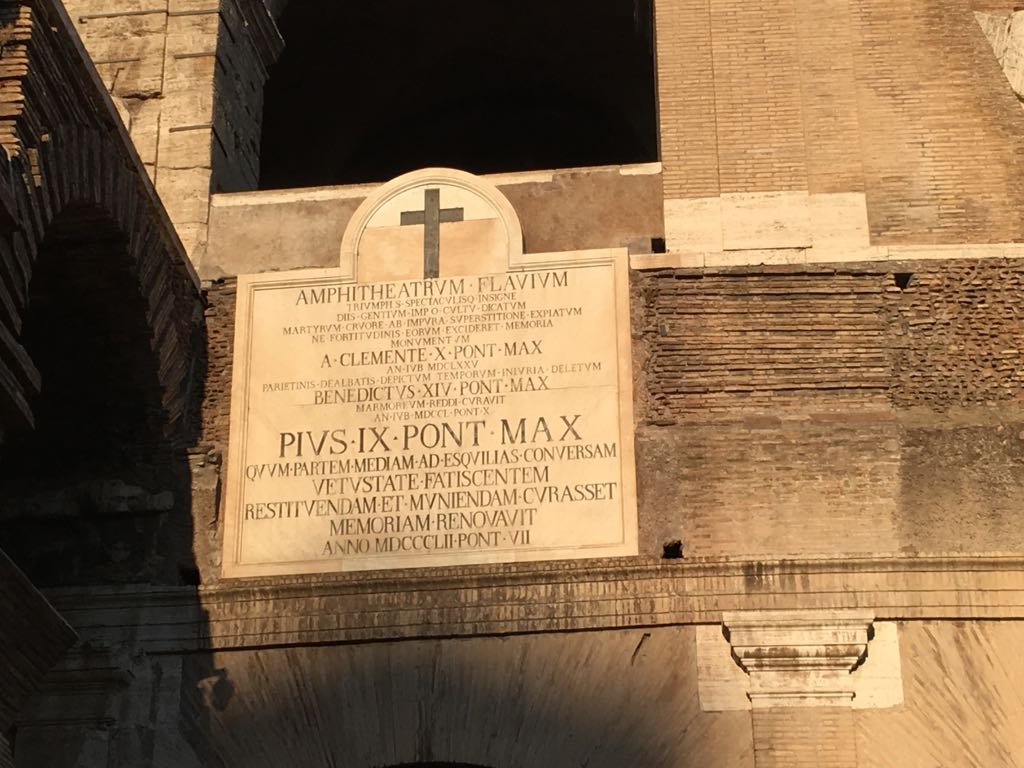 AMPHITHEATRVM·FLAVIVM
TRIVMPHIS·SPECTACVLISQ·INSIGNE
DIIS·GENTIVM·IMPIO·CVLTV·DICATVM
MARTYRVM·CRVORE·AB·IMPVRA·SVPERSTITIONE·EXPIATVM
NE·FORTITVDINIS·EORVM·EXCIDERET·MEMORIA
MONVMENTVM
A·CLEMENTE·X·PONT·MAX
AN·IVB·MDCLXXV
PARIETINIS·DEALBATIS·DEPICTVM TEMPORVM·INIVRIA·DELETVM
BENEDICTVS·XIV·PONT·MAX
MARMOREVM·REDDI·CVRAVIT
AN·IVB·MDCCL·PONT·X
PIVS·IX·PONT·MAX
QVVM·PARTEM·MEDIAM·AD·ESQVILIAS·CONVERSAM
VETVSTATE·FATISCENTEM
RESTITVENDAM·ET·MVNIENDAM·CVRASSET
MEMORIAM·RENOVAVIT
ANNO MDCCCLII·PONT·VII